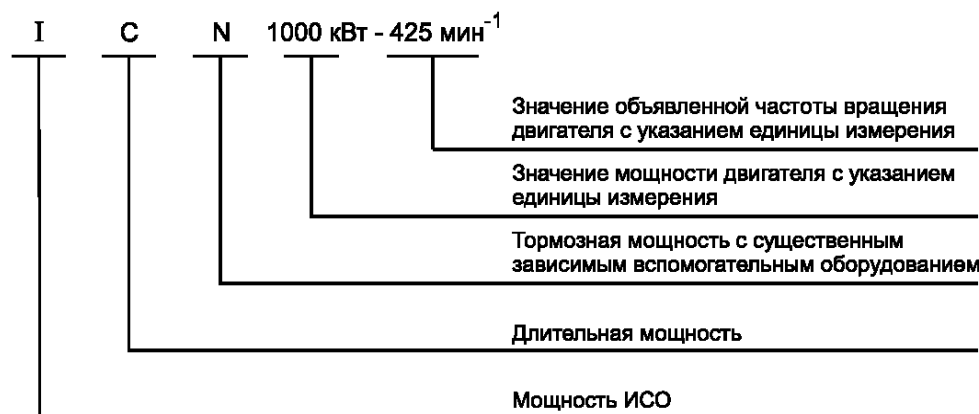 I C N 1000 кВт - 425 мин⁻¹
Значение объявленной частоты вращения
двигателя с указанием единицы измерения
Значение мощности двигателя с указанием
единицы измерения
Тормозная мощность с существенным
зависимым вспомогательным оборудованием
Длительная мощность
Мощность ИСО